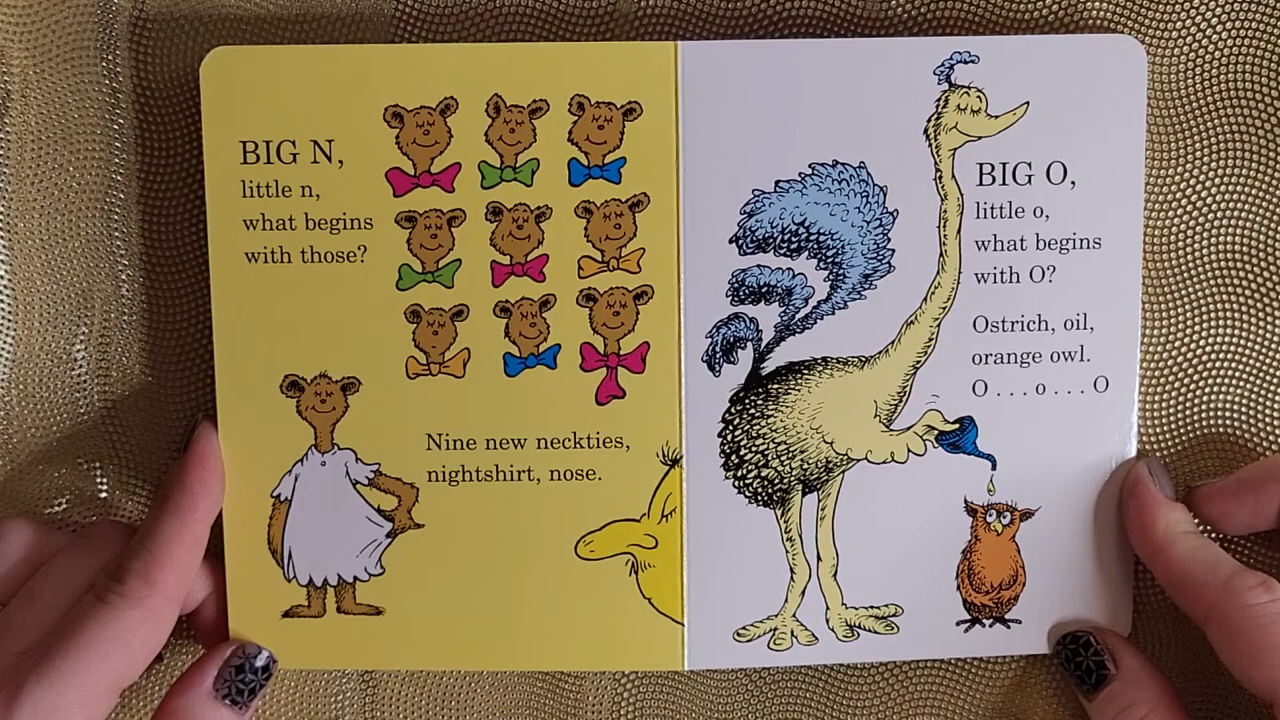 BIG N,
little n,
what begins
with those?
Nine new neckties,
nightshirt, nose.
BIG O,
little o,
what begins
with O?
Ostrich, oil,
orange owl.
O . . . o . . . O